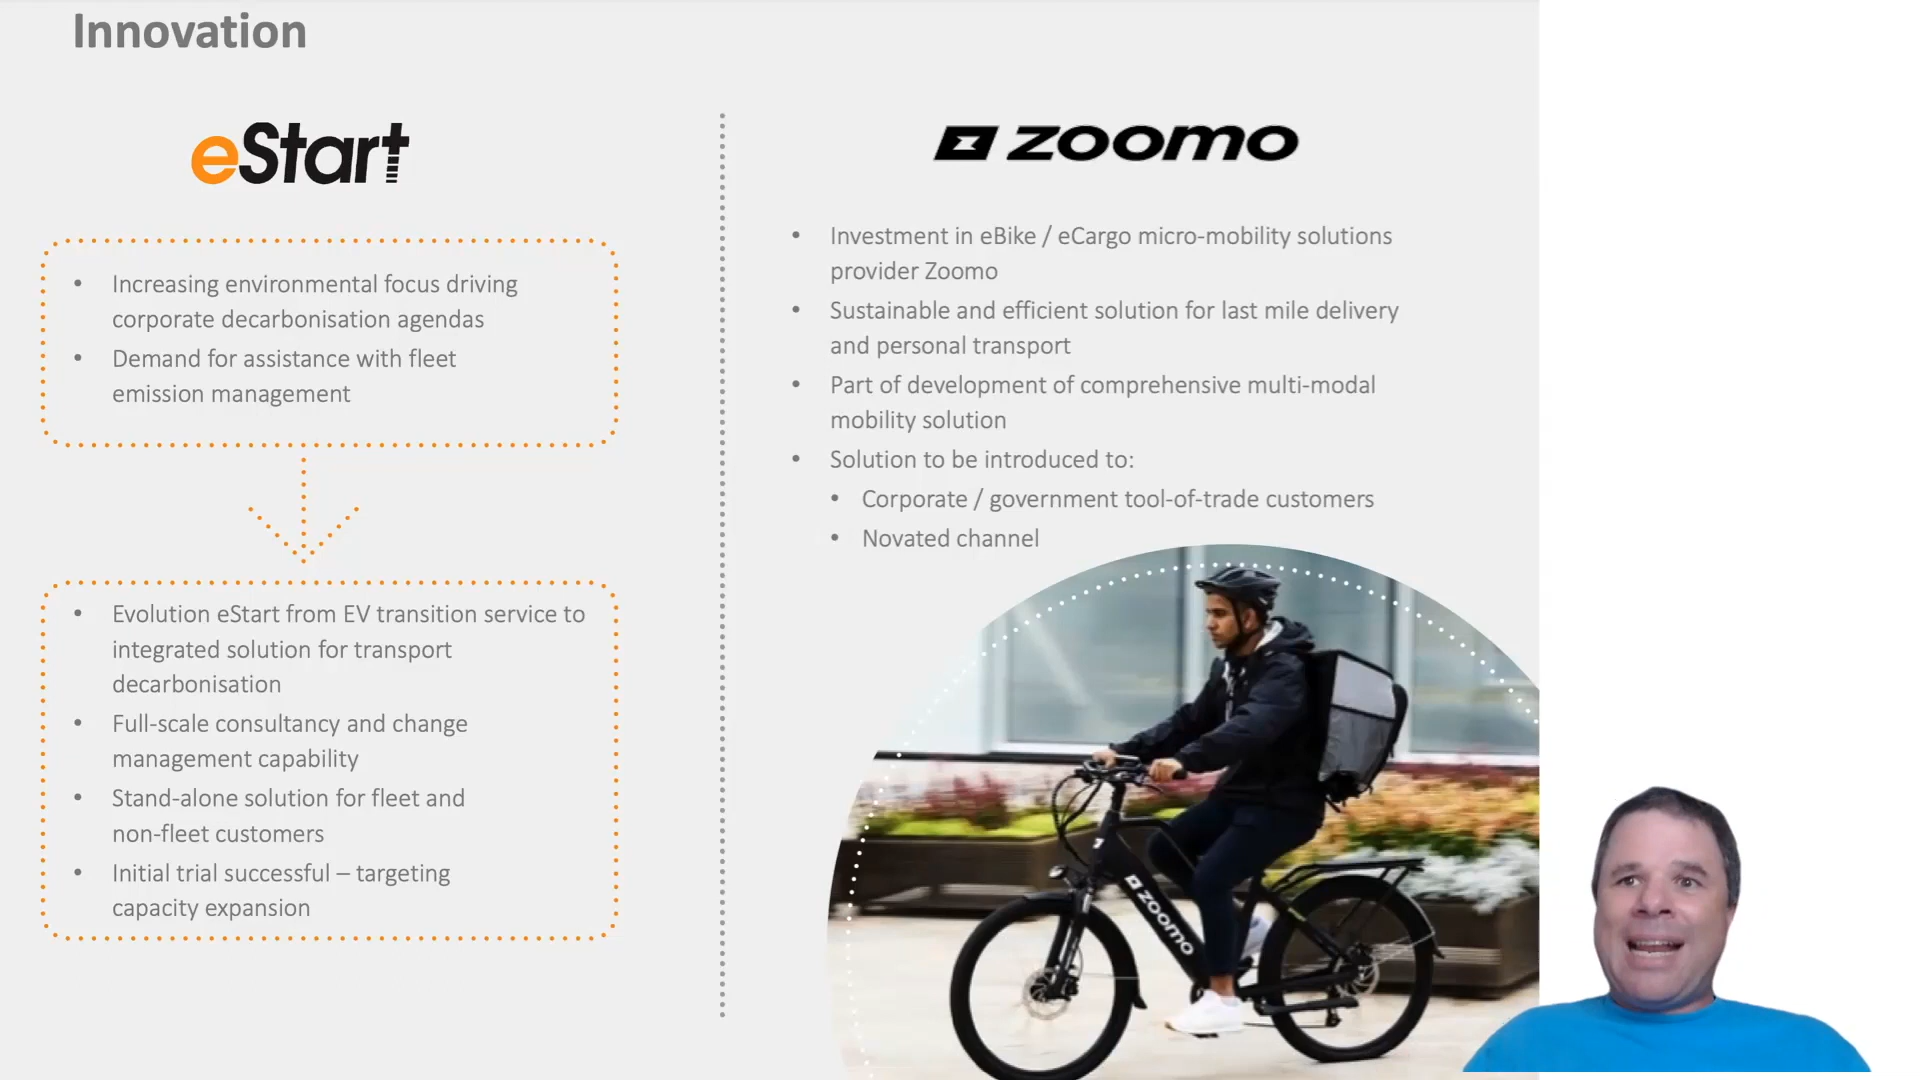 Innovation
eStart
• Increasing environmental focus driving
corporate decarbonisation agendas
• Demand for assistance with fleet
emission management
• Evolution eStart from EV transition service to
integrated solution for transport
decarbonisation
• Full-scale consultancy and change
management capability
• Stand-alone solution for fleet and
non-fleet customers
• Initial trial successful – targeting
capacity expansion
zoomo
• Investment in eBike / eCargo micro-mobility solutions
provider Zoomo
• Sustainable and efficient solution for last mile delivery
and personal transport
• Part of development of comprehensive multi-modal
mobility solution
• Solution to be introduced to:
• Corporate / government tool-of-trade customers
• Novated channel
zoomo